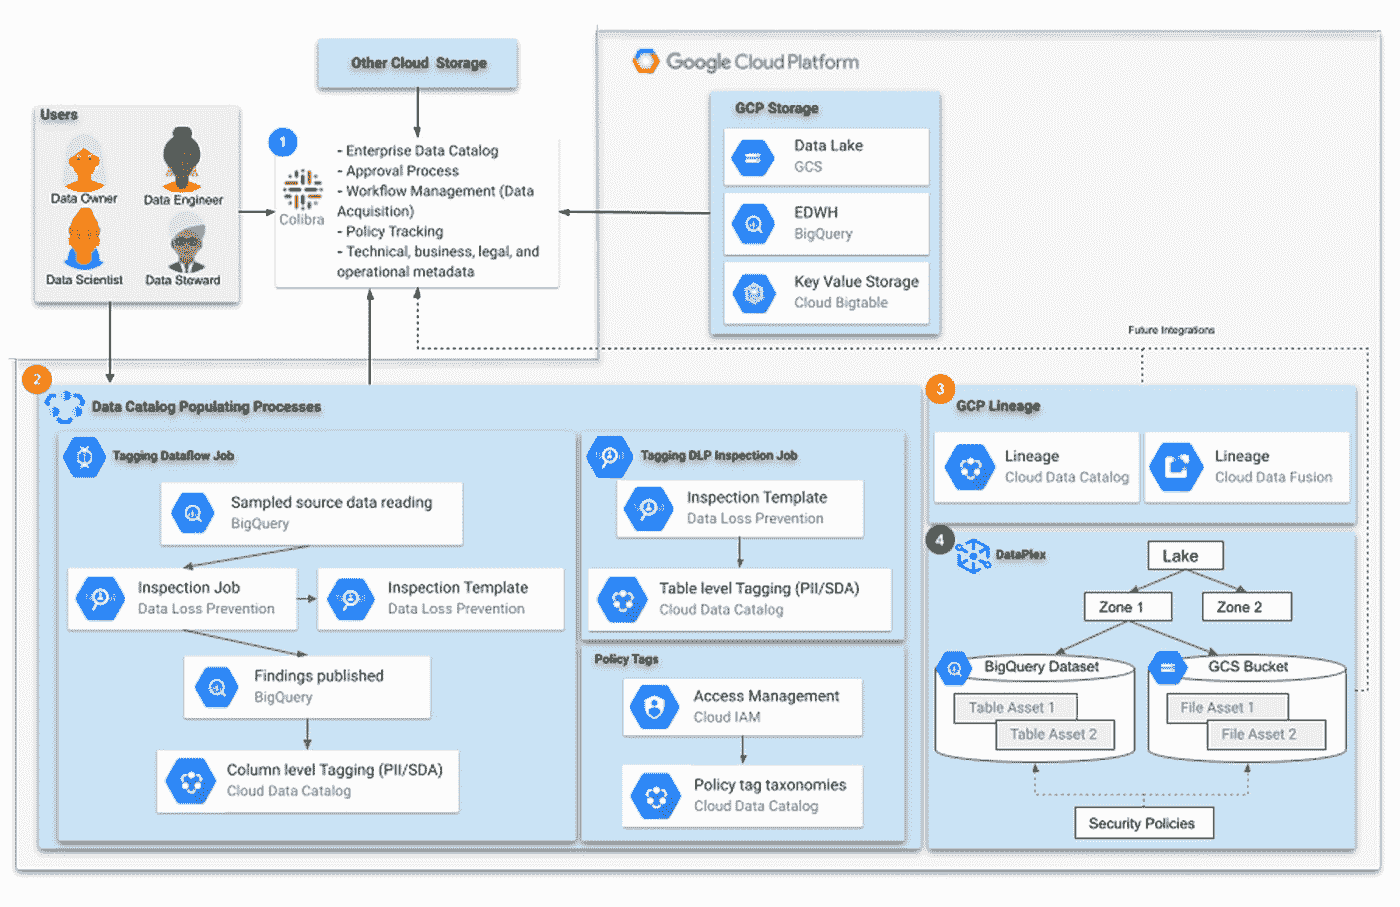 Other Cloud Storage
Google Cloud Platform
Users
Data Owner
Data Engineer
Data Scientist
Data Steward
1
Colibra
- Enterprise Data Catalog
- Approval Process
- Workflow Management (Data
Acquisition)
- Policy Tracking
- Technical, business, legal, and
operational metadata
GCP Storage
Data Lake
GCS
EDWH
BigQuery
Key Value Storage
Cloud Bigtable
Future Integrations
2
Data Catalog Populating Processes
Tagging Dataflow Job
Sampled source data reading
BigQuery
Inspection Job
Data Loss Prevention
Inspection Template
Data Loss Prevention
Findings published
BigQuery
Column level Tagging (PII/SDA)
Cloud Data Catalog
Tagging DLP Inspection Job
Inspection Template
Data Loss Prevention
Table level Tagging (PII/SDA)
Cloud Data Catalog
Policy Tags
Access Management
Cloud IAM
Policy tag taxonomies
Cloud Data Catalog
3
GCP Lineage
Lineage
Cloud Data Catalog
Lineage
Cloud Data Fusion
4
DataPlex
Lake
Zone 1
Zone 2
BigQuery Dataset
Table Asset 1
Table Asset 2
GCS Bucket
File Asset 1
File Asset 2
Security Policies